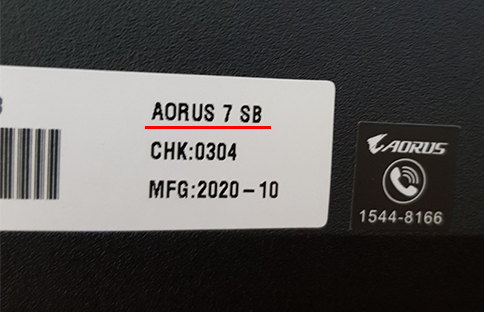 AORUS 7 SB
CHK:0304
MFG:2020-10
AORUS
1544-8166